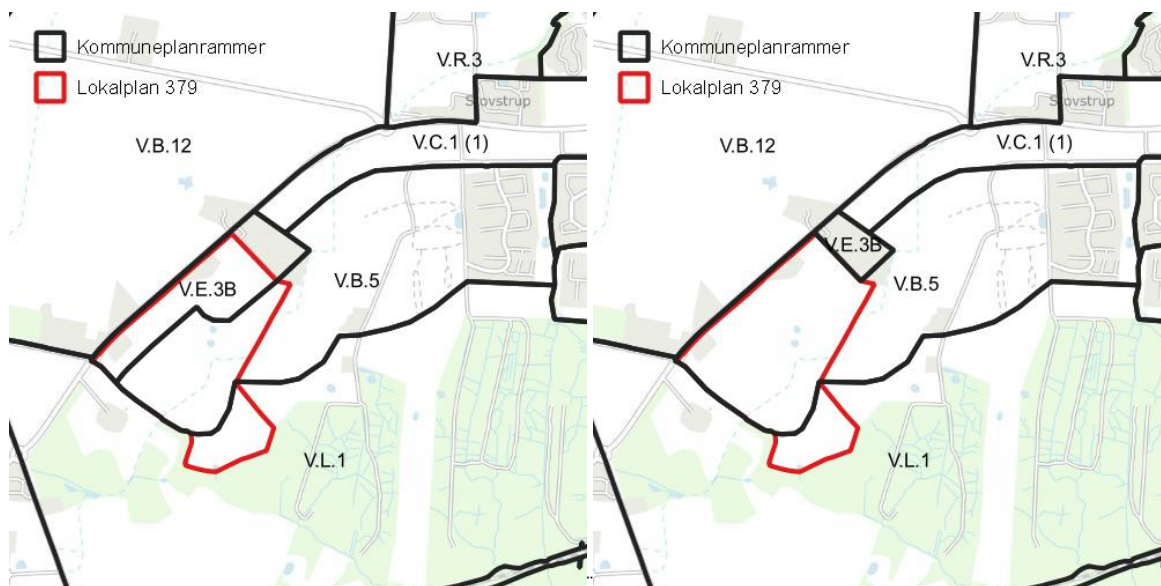 Kommuneplanrammer
Lokalplan 379
V.R.3
Stovstrup
V.C.1 (1)
V.B.12
V.E.3B
V.B.5
V.L.1
Kommuneplanrammer
Lokalplan 379
V.R.3
Stovstrup
V.C.1 (1)
V.B.12
V.E.3B
V.B.5
V.L.1